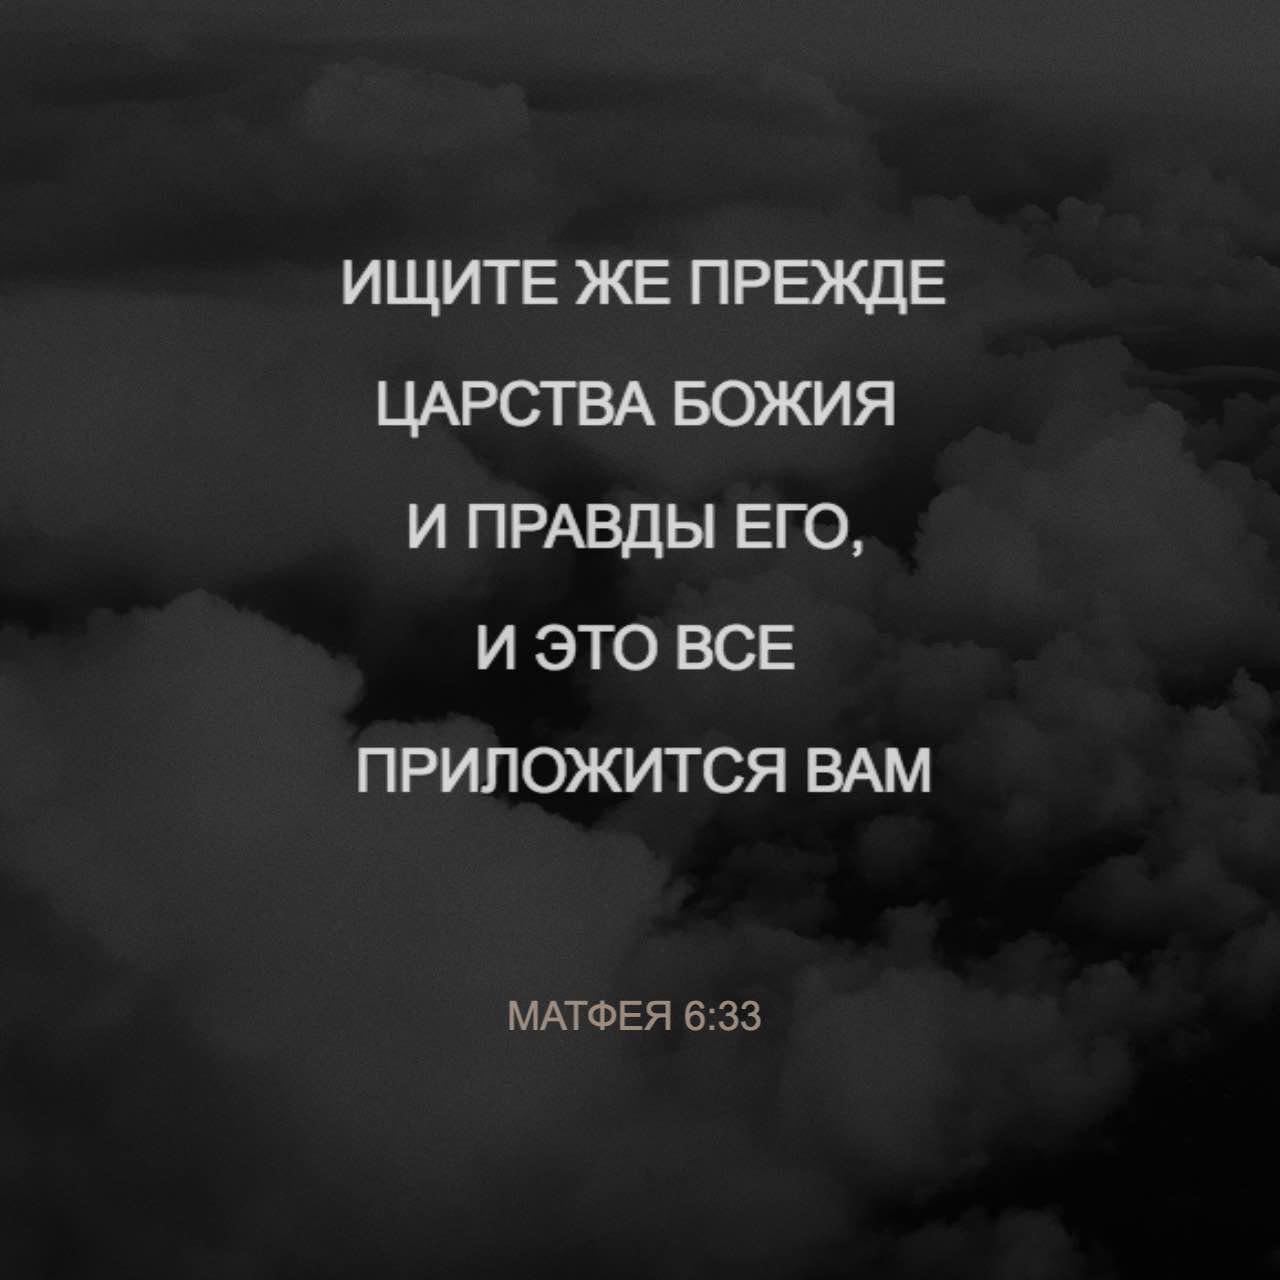 ИЩИТЕ ЖЕ ПРЕЖДЕ
ЦАРСТВА БОЖИЯ
И ПРАВДЫ ЕГО,
И ЭТО ВСЕ
ПРИЛОЖИТСЯ ВАМ
МАТФЕЯ 6:33